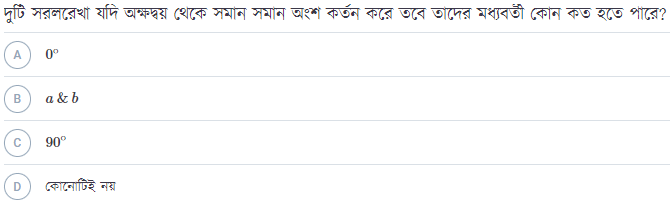 দুটি সরলরেখা যদি অক্ষদ্বয় থেকে সমান সমান অংশ কর্তন করে তবে তাদের মধ্যবর্তী কোন কত হতে পারে?
A 0°
B a & b
C 90°
D কোনোটিই নয়